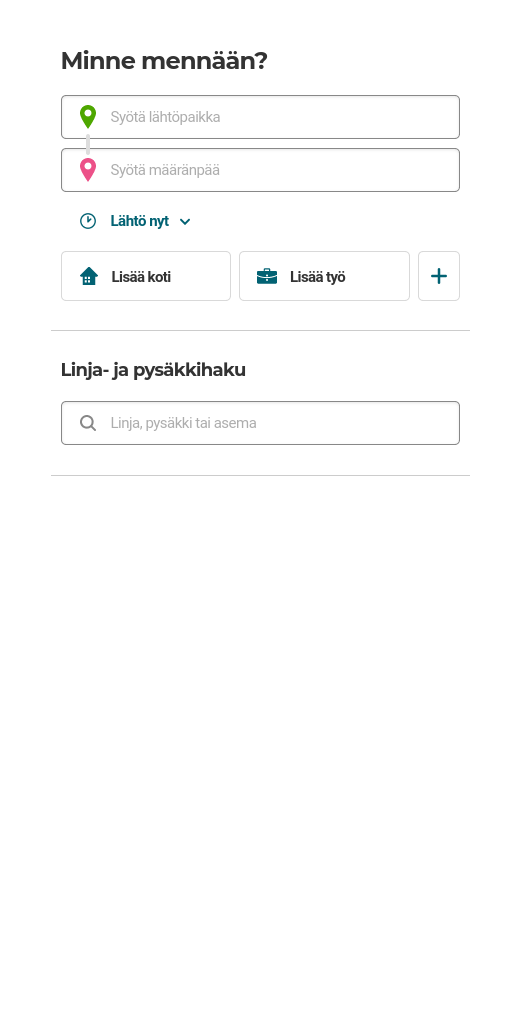 Minne mennään?
Syötä lähtöpaikka
Syötä määränpää
Lähtö nyt
Lisää koti
Lisää työ
Linja- ja pysäkkihaku
Linja, pysäkki tai asema